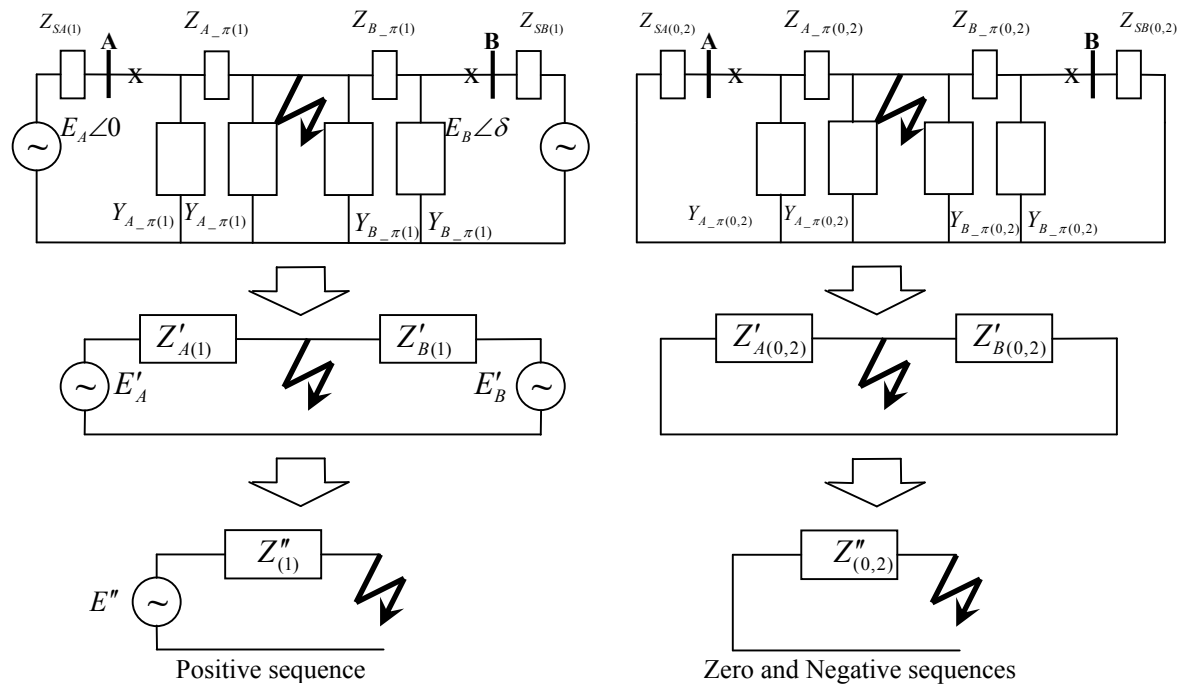 Z_{SA(1)} A Z_{A_π(1)} Z_{B_π(1)} B Z_{SB(1)}
x x
E_A∠0 E_B∠δ
~ ~
Y_{A_π(1)} Y_{A_π(1)} Y_{B_π(1)} Y_{B_π(1)}
Z_{SA(0,2)} A Z_{A_π(0,2)} Z_{B_π(0,2)} B Z_{SB(0,2)}
x x
Y_{A_π(0,2)} Y_{A_π(0,2)} Y_{B_π(0,2)} Y_{B_π(0,2)}
Z′_{A(1)} Z′_{B(1)}
~ E′_A E′_B ~
Z′_{A(0,2)} Z′_{B(0,2)}
Z″_{(1)}
E″ ~
Z″_{(0,2)}
Positive sequence
Zero and Negative sequences